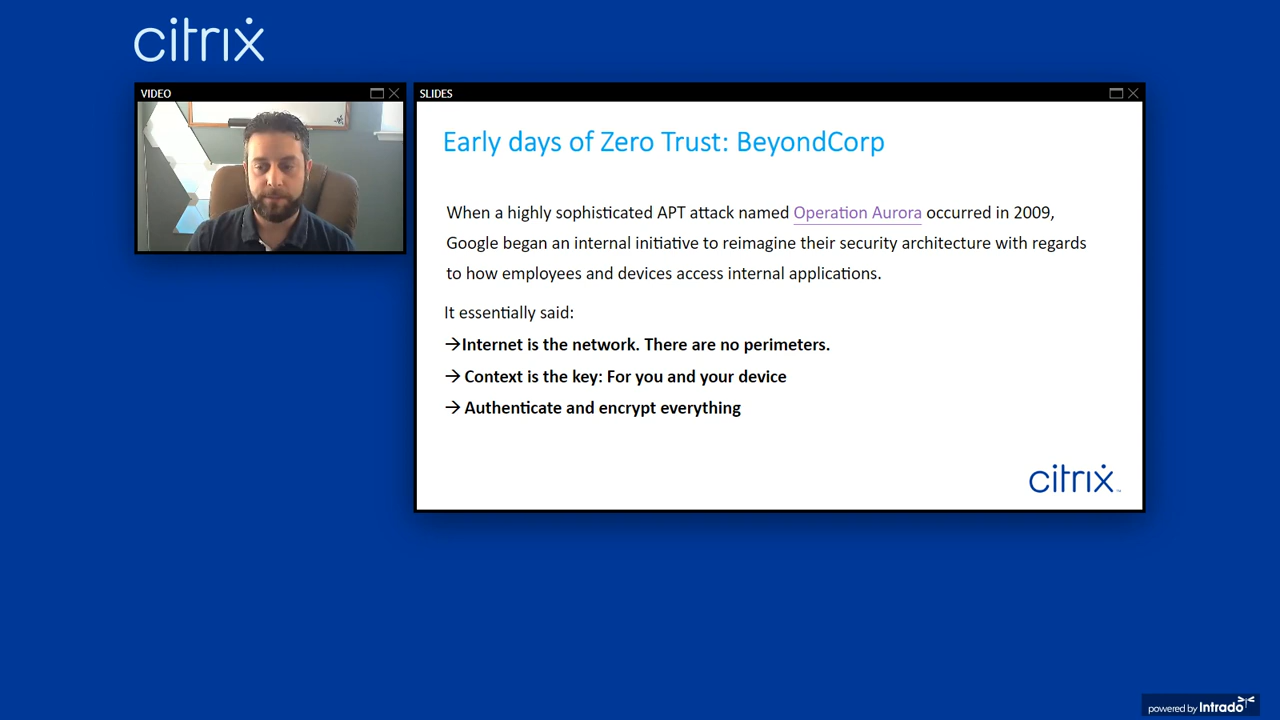 citrix
VIDEO
SLIDES
Early days of Zero Trust: BeyondCorp
When a highly sophisticated APT attack named Operation Aurora occurred in 2009,
Google began an internal initiative to reimagine their security architecture with regards
to how employees and devices access internal applications.
It essentially said:
→Internet is the network. There are no perimeters.
→ Context is the key: For you and your device
→ Authenticate and encrypt everything
citrix™
powered by Intrado